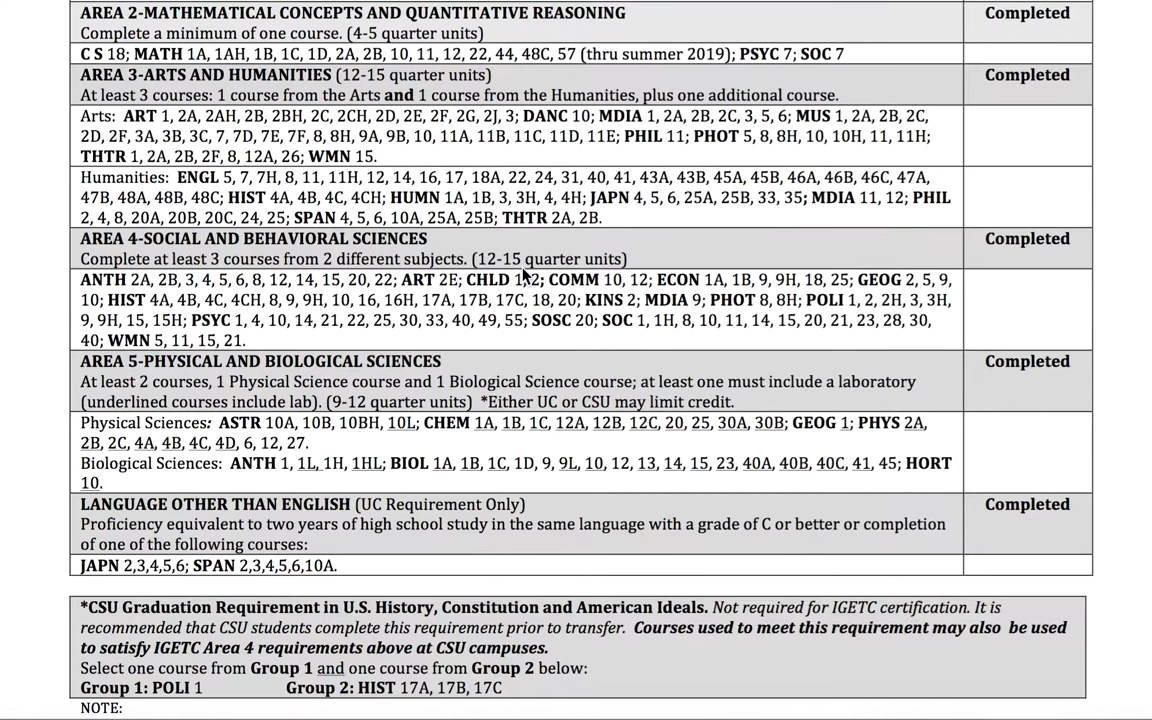 AREA 2-MATHEMATICAL CONCEPTS AND QUANTITATIVE REASONING
Completed
Complete a minimum of one course. (4-5 quarter units)
C S 18; MATH 1A, 1AH, 1B, 1C, 1D, 2A, 2B, 10, 11, 12, 22, 44, 48C, 57 (thru summer 2019); PSYC 7; SOC 7
AREA 3-ARTS AND HUMANITIES (12-15 quarter units)
Completed
At least 3 courses: 1 course from the Arts and 1 course from the Humanities, plus one additional course.
Arts: ART 1, 2A, 2AH, 2B, 2BH, 2C, 2CH, 2D, 2E, 2F, 2G, 2J, 3; DANC 10; MDIA 1, 2A, 2B, 2C, 3, 5, 6; MUS 1, 2A, 2B, 2C,
2D, 2F, 3A, 3B, 3C, 7, 7D, 7E, 7F, 8, 8H, 9A, 9B, 10, 11A, 11B, 11C, 11D, 11E; PHIL 11; PHOT 5, 8, 8H, 10, 10H, 11, 11H;
THTR 1, 2A, 2B, 2F, 8, 12A, 26; WMN 15.
Humanities: ENGL 5, 7, 7H, 8, 11, 11H, 12, 14, 16, 17, 18A, 22, 24, 31, 40, 41, 43A, 43B, 45A, 45B, 46A, 46B, 46C, 47A,
47B, 48A, 48B, 48C; HIST 4A, 4B, 4C, 4CH; HUMN 1A, 1B, 3, 3H, 4, 4H; JAPN 4, 5, 6, 25A, 25B, 33, 35; MDIA 11, 12; PHIL
2, 4, 8, 20A, 20B, 20C, 24, 25; SPAN 4, 5, 6, 10A, 25A, 25B; THTR 2A, 2B.
AREA 4-SOCIAL AND BEHAVIORAL SCIENCES
Completed
Complete at least 3 courses from 2 different subjects. (12-15 quarter units)
ANTH 2A, 2B, 3, 4, 5, 6, 8, 12, 14, 15, 20, 22; ART 2E; CHLD 1, 2; COMM 10, 12; ECON 1A, 1B, 9, 9H, 18, 25; GEOG 2, 5, 9,
10; HIST 4A, 4B, 4C, 4CH, 8, 9, 9H, 10, 16, 16H, 17A, 17B, 17C, 18, 20; KINS 2; MDIA 9; PHOT 8, 8H; POLI 1, 2, 2H, 3, 3H,
9, 9H, 15, 15H; PSYC 1, 4, 10, 14, 21, 22, 25, 30, 33, 40, 49, 55; SOSC 20; SOC 1, 1H, 8, 10, 11, 14, 15, 20, 21, 23, 28, 30,
40; WMN 5, 11, 15, 21.
AREA 5-PHYSICAL AND BIOLOGICAL SCIENCES
Completed
At least 2 courses, 1 Physical Science course and 1 Biological Science course; at least one must include a laboratory
(underlined courses include lab). (9-12 quarter units) *Either UC or CSU may limit credit.
Physical Sciences: ASTR 10A, 10B, 10BH, 10L; CHEM 1A, 1B, 1C, 12A, 12B, 12C, 20, 25, 30A, 30B; GEOG 1; PHYS 2A,
2B, 2C, 4A, 4B, 4C, 4D, 6, 12, 27.
Biological Sciences: ANTH 1, 1L, 1H, 1HL; BIOL 1A, 1B, 1C, 1D, 9, 9L, 10, 12, 13, 14, 15, 23, 40A, 40B, 40C, 41, 45; HORT
10.
LANGUAGE OTHER THAN ENGLISH (UC Requirement Only)
Completed
Proficiency equivalent to two years of high school study in the same language with a grade of C or better or completion
of one of the following courses:
JAPN 2,3,4,5,6; SPAN 2,3,4,5,6,10A.
*CSU Graduation Requirement in U.S. History, Constitution and American Ideals. Not required for IGETC certification. It is
recommended that CSU students complete this requirement prior to transfer. Courses used to meet this requirement may also be used
to satisfy IGETC Area 4 requirements above at CSU campuses.
Select one course from Group 1 and one course from Group 2 below:
Group 1: POLI 1 Group 2: HIST 17A, 17B, 17C
NOTE: